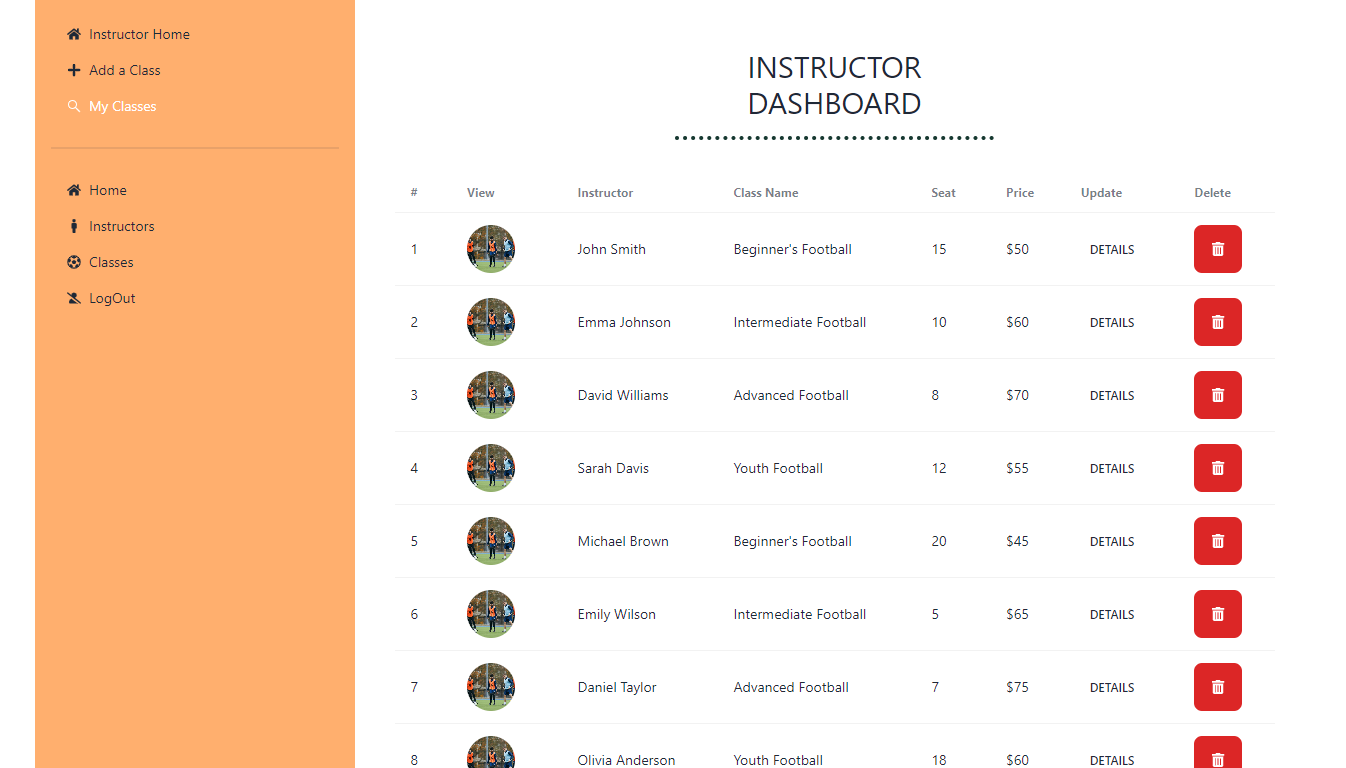 Instructor Home
Add a Class
My Classes
Home
Instructors
Classes
LogOut
INSTRUCTOR
DASHBOARD
# View Instructor Class Name Seat Price Update Delete
1 John Smith Beginner's Football 15 $50 DETAILS
2 Emma Johnson Intermediate Football 10 $60 DETAILS
3 David Williams Advanced Football 8 $70 DETAILS
4 Sarah Davis Youth Football 12 $55 DETAILS
5 Michael Brown Beginner's Football 20 $45 DETAILS
6 Emily Wilson Intermediate Football 5 $65 DETAILS
7 Daniel Taylor Advanced Football 7 $75 DETAILS
8 Olivia Anderson Youth Football 18 $60 DETAILS